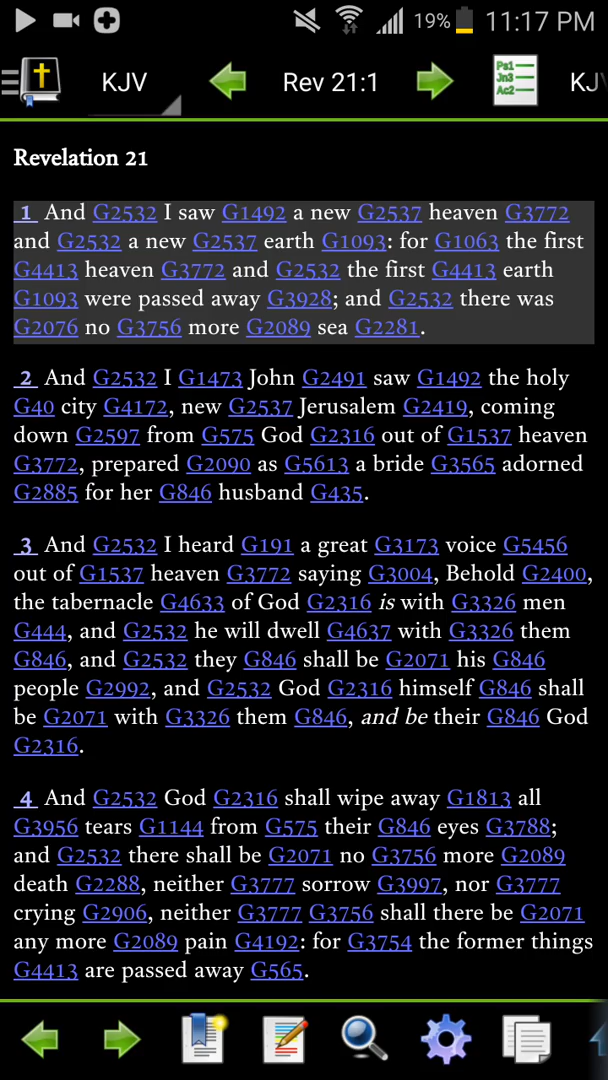 19% 11:17 PM
KJV Rev 21:1 Ps1 Jn3 Ac2 KJV
Revelation 21
1 And G2532 I saw G1492 a new G2537 heaven G3772
and G2532 a new G2537 earth G1093: for G1063 the first
G4413 heaven G3772 and G2532 the first G4413 earth
G1093 were passed away G3928; and G2532 there was
G2076 no G3756 more G2089 sea G2281.
2 And G2532 I G1473 John G2491 saw G1492 the holy
G40 city G4172, new G2537 Jerusalem G2419, coming
down G2597 from G575 God G2316 out of G1537 heaven
G3772, prepared G2090 as G5613 a bride G3565 adorned
G2885 for her G846 husband G435.
3 And G2532 I heard G191 a great G3173 voice G5456
out of G1537 heaven G3772 saying G3004, Behold G2400,
the tabernacle G4633 of God G2316 is with G3326 men
G444, and G2532 he will dwell G4637 with G3326 them
G846, and G2532 they G846 shall be G2071 his G846
people G2992, and G2532 God G2316 himself G846 shall
be G2071 with G3326 them G846, and be their G846 God
G2316.
4 And G2532 God G2316 shall wipe away G1813 all
G3956 tears G1144 from G575 their G846 eyes G3788;
and G2532 there shall be G2071 no G3756 more G2089
death G2288, neither G3777 sorrow G3997, nor G3777
crying G2906, neither G3777 G3756 shall there be G2071
any more G2089 pain G4192: for G3754 the former things
G4413 are passed away G565.